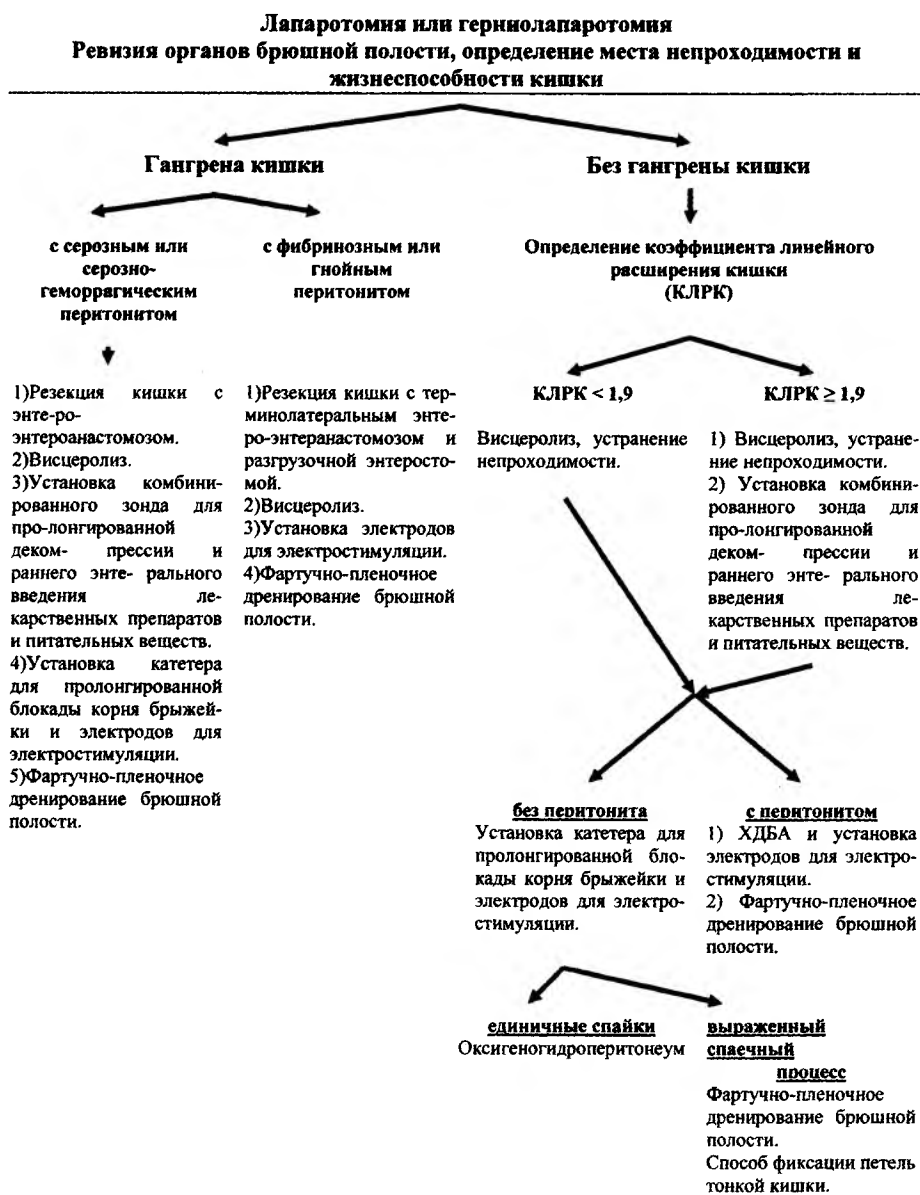 Лапаротомия или герниолапаротомия
Ревизия органов брюшной полости, определение места непроходимости и
жизнеспособности кишки
Гангрена кишки
Без гангрены кишки
с серозным или
серозно-
геморрагическим
перитонитом
с фибринозным или
гнойным
перитонитом
Определение коэффициента линейного
расширения кишки
(КЛРК)
1)Резекция кишки с
энте-ро-
энтероанастомозом.
2)Висцеролиз.
3)Установка комбини-
рованного зонда для
про-лонгированной
деком- прессии и
раннего энте- рального
введения ле-
карственных препаратов
и питательных веществ.
4)Установка катетера
для пролонгированной
блокады корня брыжей-
ки и электродов для
электростимуляции.
5)Фартучно-пленочное
дренирование брюшной
полости.
1)Резекция кишки с тер-
минолатеральным энте-
ро-энтеранастомозом и
разгрузочной энтеросто-
мой.
2)Висцеролиз.
3)Установка электродов
для электростимуляции.
4)Фартучно-пленочное
дренирование брюшной
полости.
КЛРК < 1,9
Висцеролиз, устранение
непроходимости.
КЛРК ≥ 1,9
1) Висцеролиз, устране-
ние непроходимости.
2) Установка комбини-
рованного зонда для
про-лонгированной
деком- прессии и
раннего энте- рального
введения ле-
карственных препаратов
и питательных веществ.
без перитонита
Установка катетера для
пролонгированной бло-
кады корня брыжейки и
электродов для электро-
стимуляции.
с перитонитом
1) ХДБА и установка
электродов для электро-
стимуляции.
2) Фартучно-пленочное
дренирование брюшной
полости.
единичные спайки
Оксигеногидроперитонеум
выраженный
спаечный
процесс
Фартучно-пленочное
дренирование брюшной
полости.
Способ фиксации петель
тонкой кишки.